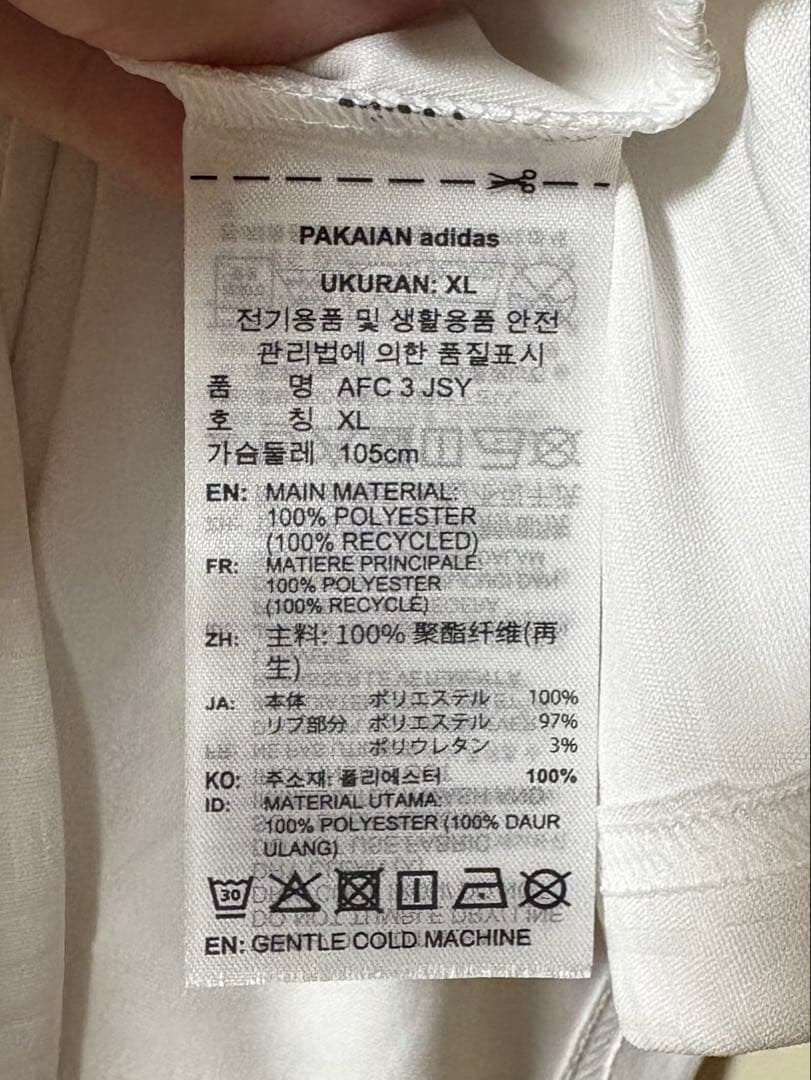 PAKAIAN adidas
UKURAN: XL
전기용품 및 생활용품 안전
관리법에 의한 품질표시
품 명 AFC 3 JSY
호 칭 XL
가슴둘레 105cm
EN: MAIN MATERIAL:
100% POLYESTER
(100% RECYCLED)
FR: MATIERE PRINCIPALE:
100% POLYESTER
(100% RECYCLÉ)
ZH: 主料: 100% 聚酯纤维(再
生)
JA: 本体 ポリエステル 100%
リブ部分 ポリエステル 97%
ポリウレタン 3%
KO: 주소재: 폴리에스터 100%
ID: MATERIAL UTAMA:
100% POLYESTER (100% DAUR
ULANG)
30
EN: GENTLE COLD MACHINE